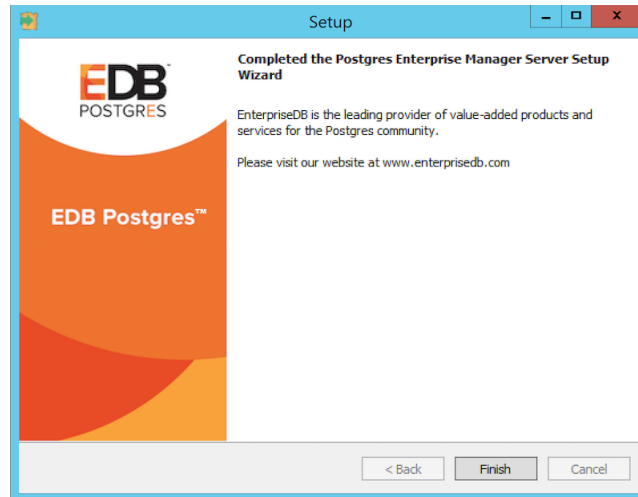 Setup
EDB
POSTGRES
EDB Postgres™
Completed the Postgres Enterprise Manager Server Setup
Wizard
EnterpriseDB is the leading provider of value-added products and
services for the Postgres community.
Please visit our website at www.enterprisedb.com
< Back
Finish
Cancel